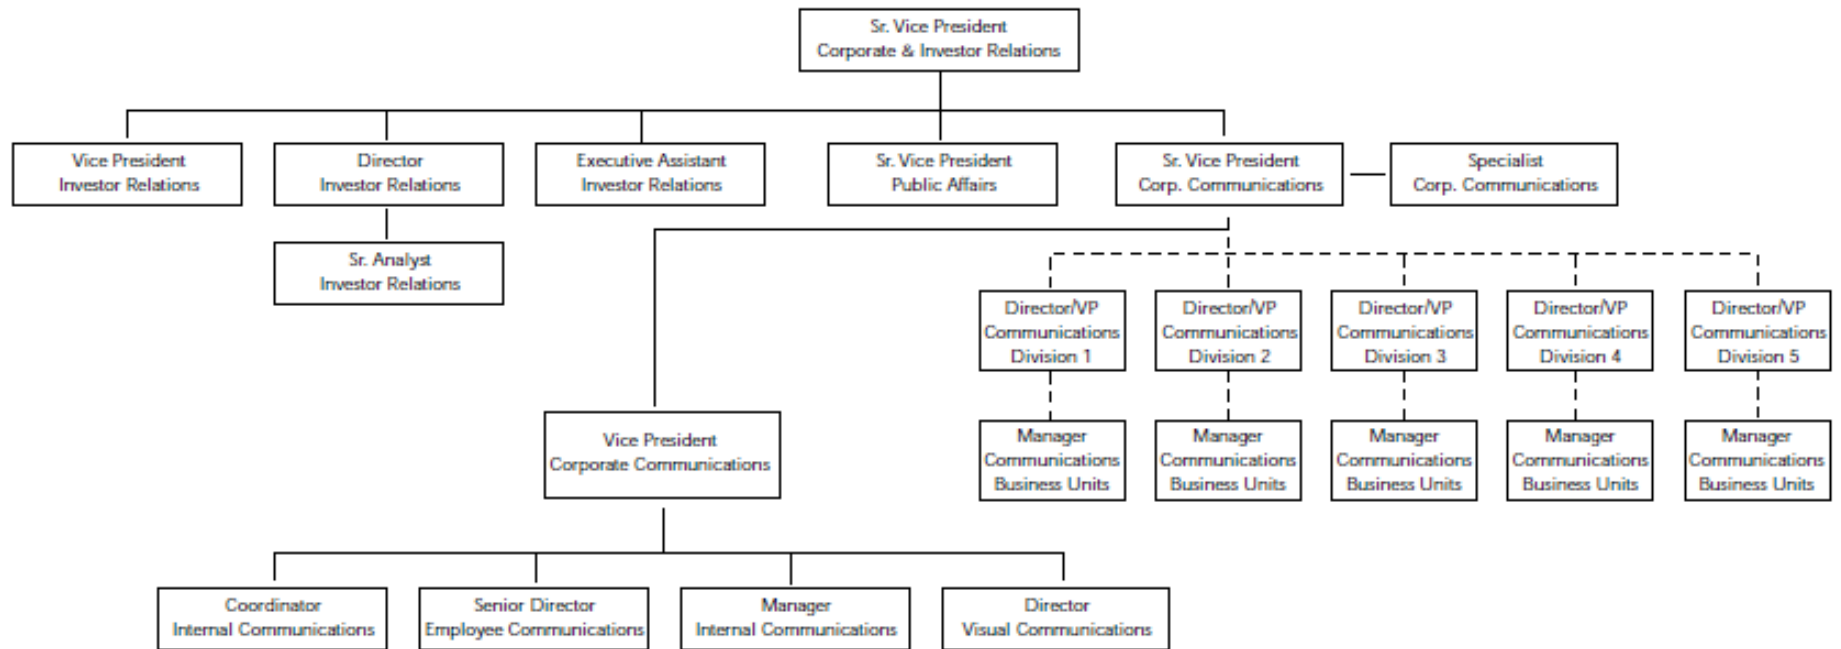 Sr. Vice President
Corporate & Investor Relations
Vice President
Investor Relations
Director
Investor Relations
Executive Assistant
Investor Relations
Sr. Vice President
Public Affairs
Sr. Vice President
Corp. Communications
Specialist
Corp. Communications
Sr. Analyst
Investor Relations
Director/VP
Communications
Division 1
Director/VP
Communications
Division 2
Director/VP
Communications
Division 3
Director/VP
Communications
Division 4
Director/VP
Communications
Division 5
Vice President
Corporate Communications
Manager
Communications
Business Units
Manager
Communications
Business Units
Manager
Communications
Business Units
Manager
Communications
Business Units
Manager
Communications
Business Units
Coordinator
Internal Communications
Senior Director
Employee Communications
Manager
Internal Communications
Director
Visual Communications